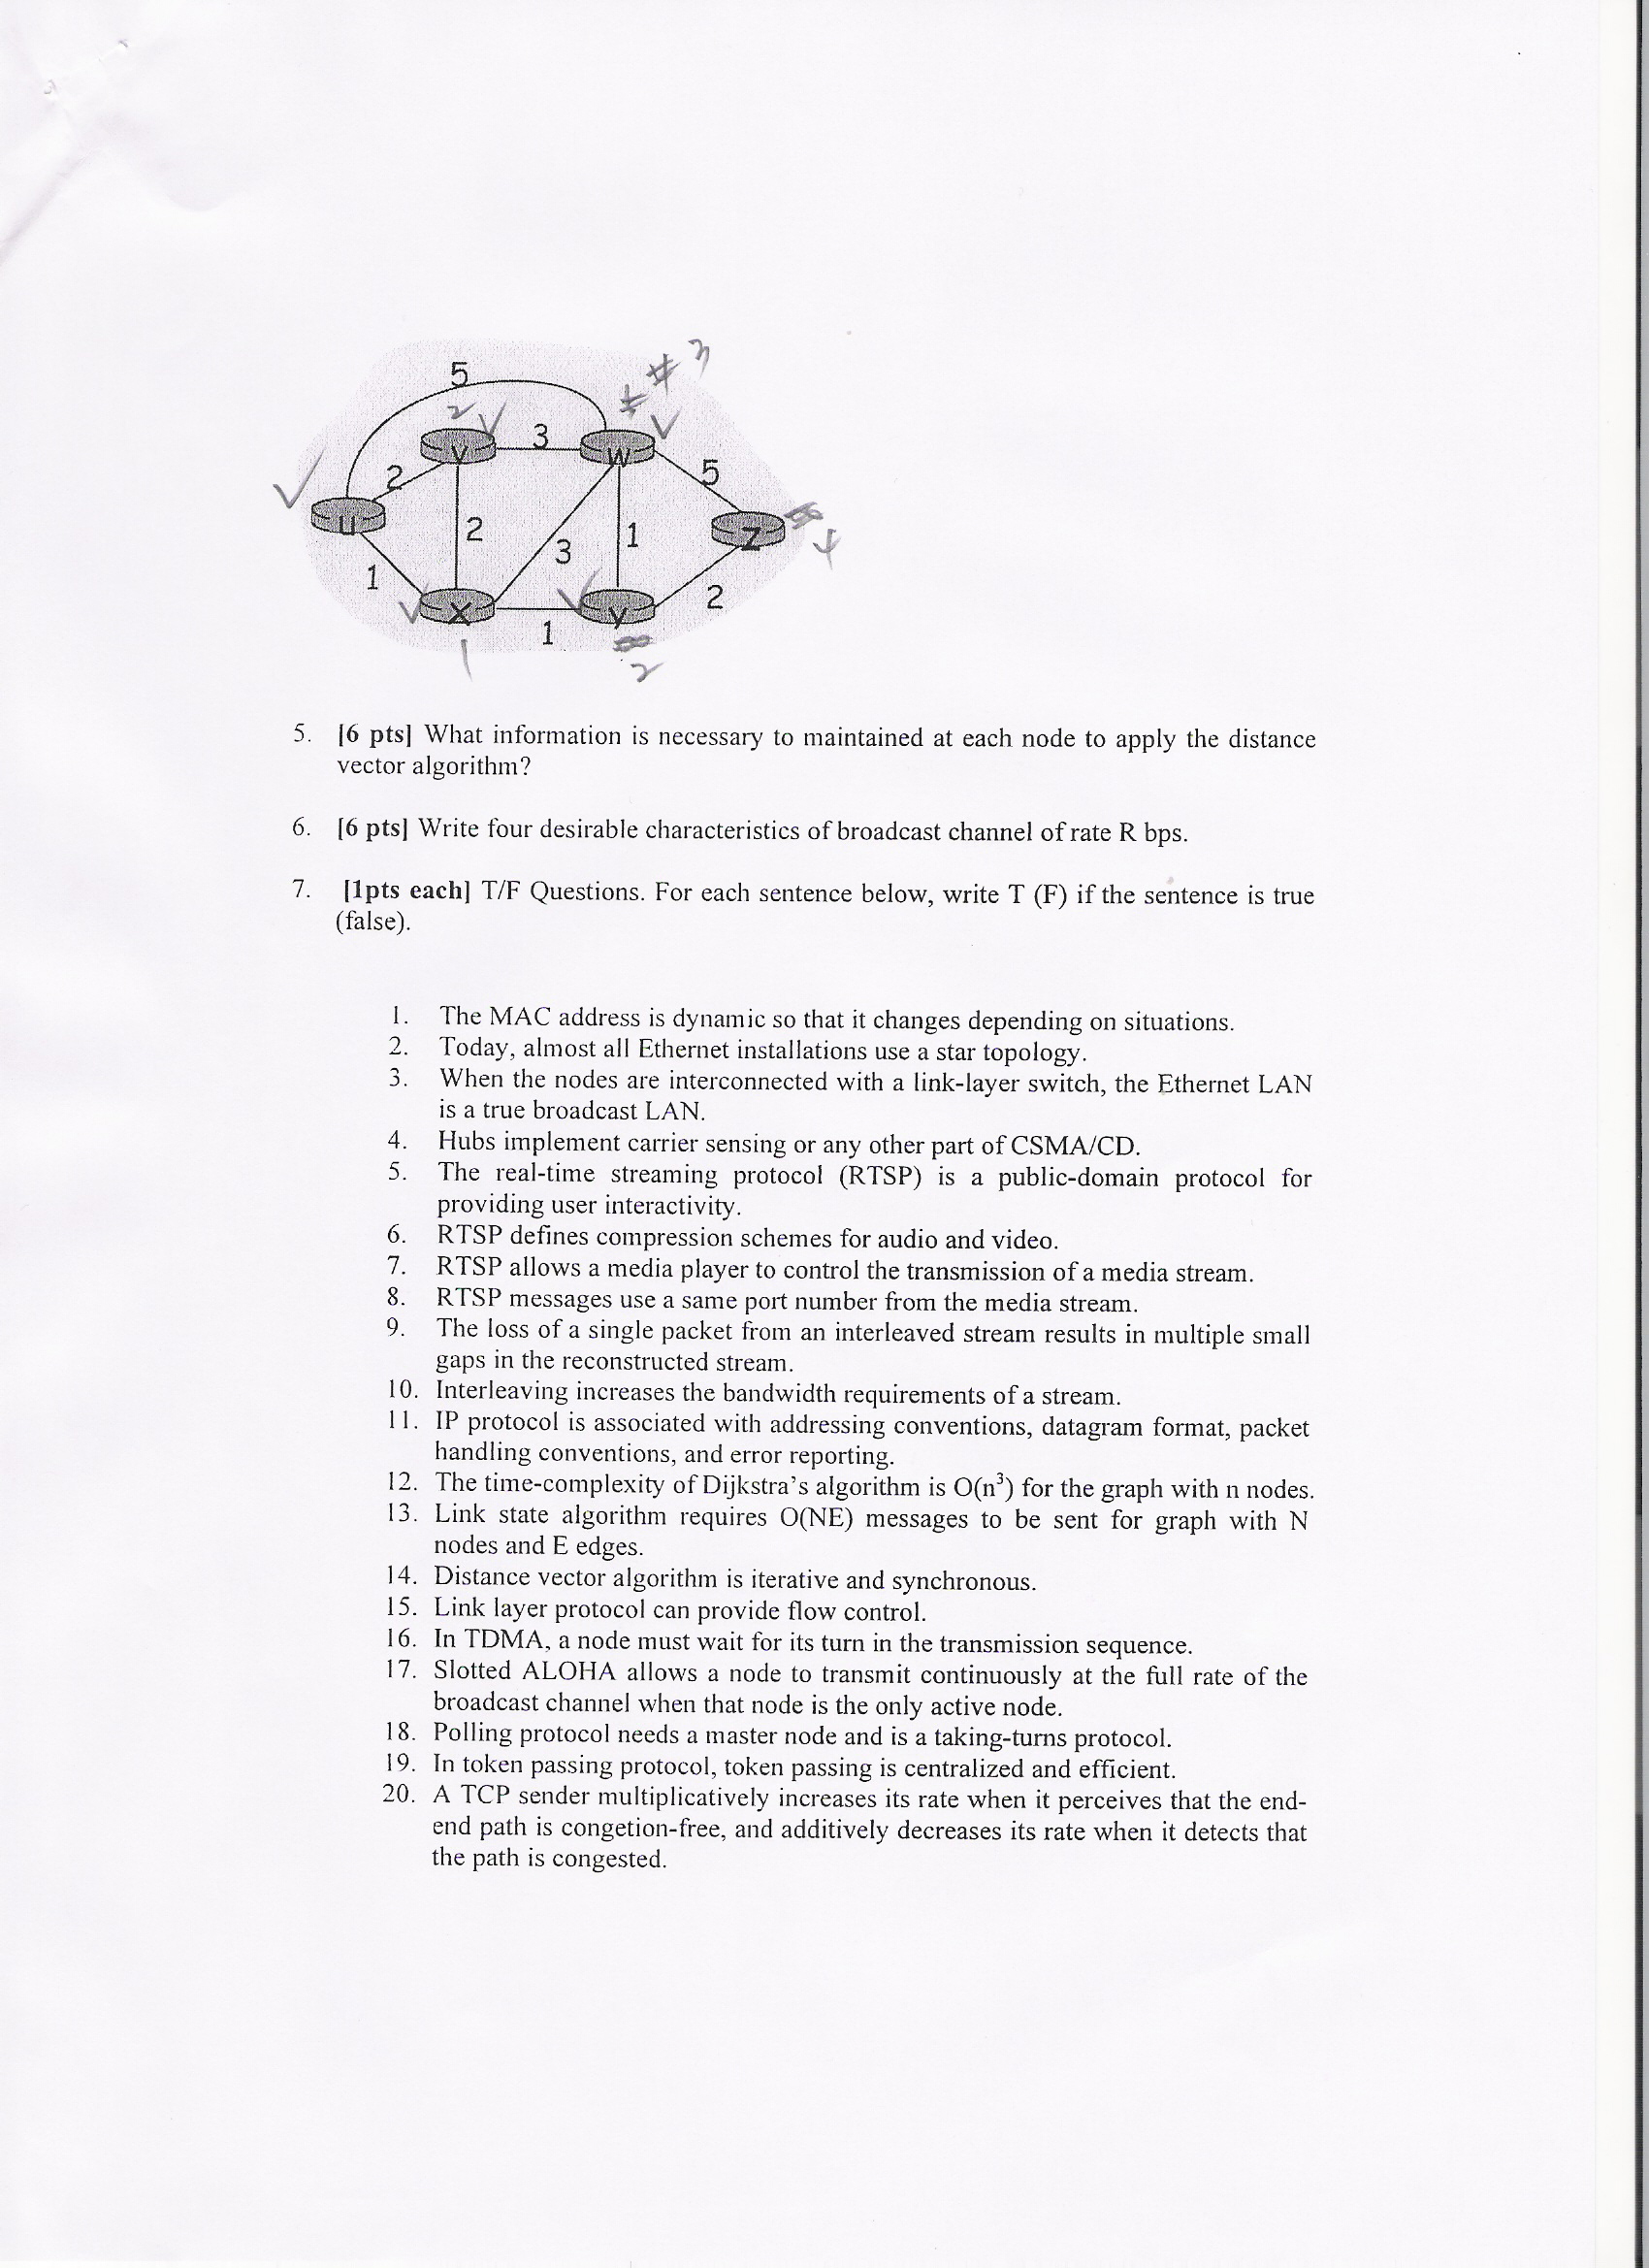 5
3
2
v
3
w
2
5
u
2
3
1
z
4
1
x
y
2
1
1
2
5. [6 pts] What information is necessary to maintained at each node to apply the distance
vector algorithm?
6. [6 pts] Write four desirable characteristics of broadcast channel of rate R bps.
7. [1pts each] T/F Questions. For each sentence below, write T (F) if the sentence is true
(false).
1. The MAC address is dynamic so that it changes depending on situations.
2. Today, almost all Ethernet installations use a star topology.
3. When the nodes are interconnected with a link-layer switch, the Ethernet LAN
is a true broadcast LAN.
4. Hubs implement carrier sensing or any other part of CSMA/CD.
5. The real-time streaming protocol (RTSP) is a public-domain protocol for
providing user interactivity.
6. RTSP defines compression schemes for audio and video.
7. RTSP allows a media player to control the transmission of a media stream.
8. RTSP messages use a same port number from the media stream.
9. The loss of a single packet from an interleaved stream results in multiple small
gaps in the reconstructed stream.
10. Interleaving increases the bandwidth requirements of a stream.
11. IP protocol is associated with addressing conventions, datagram format, packet
handling conventions, and error reporting.
12. The time-complexity of Dijkstra's algorithm is O(n³) for the graph with n nodes.
13. Link state algorithm requires O(NE) messages to be sent for graph with N
nodes and E edges.
14. Distance vector algorithm is iterative and synchronous.
15. Link layer protocol can provide flow control.
16. In TDMA, a node must wait for its turn in the transmission sequence.
17. Slotted ALOHA allows a node to transmit continuously at the full rate of the
broadcast channel when that node is the only active node.
18. Polling protocol needs a master node and is a taking-turns protocol.
19. In token passing protocol, token passing is centralized and efficient.
20. A TCP sender multiplicatively increases its rate when it perceives that the end-
end path is congetion-free, and additively decreases its rate when it detects that
the path is congested.